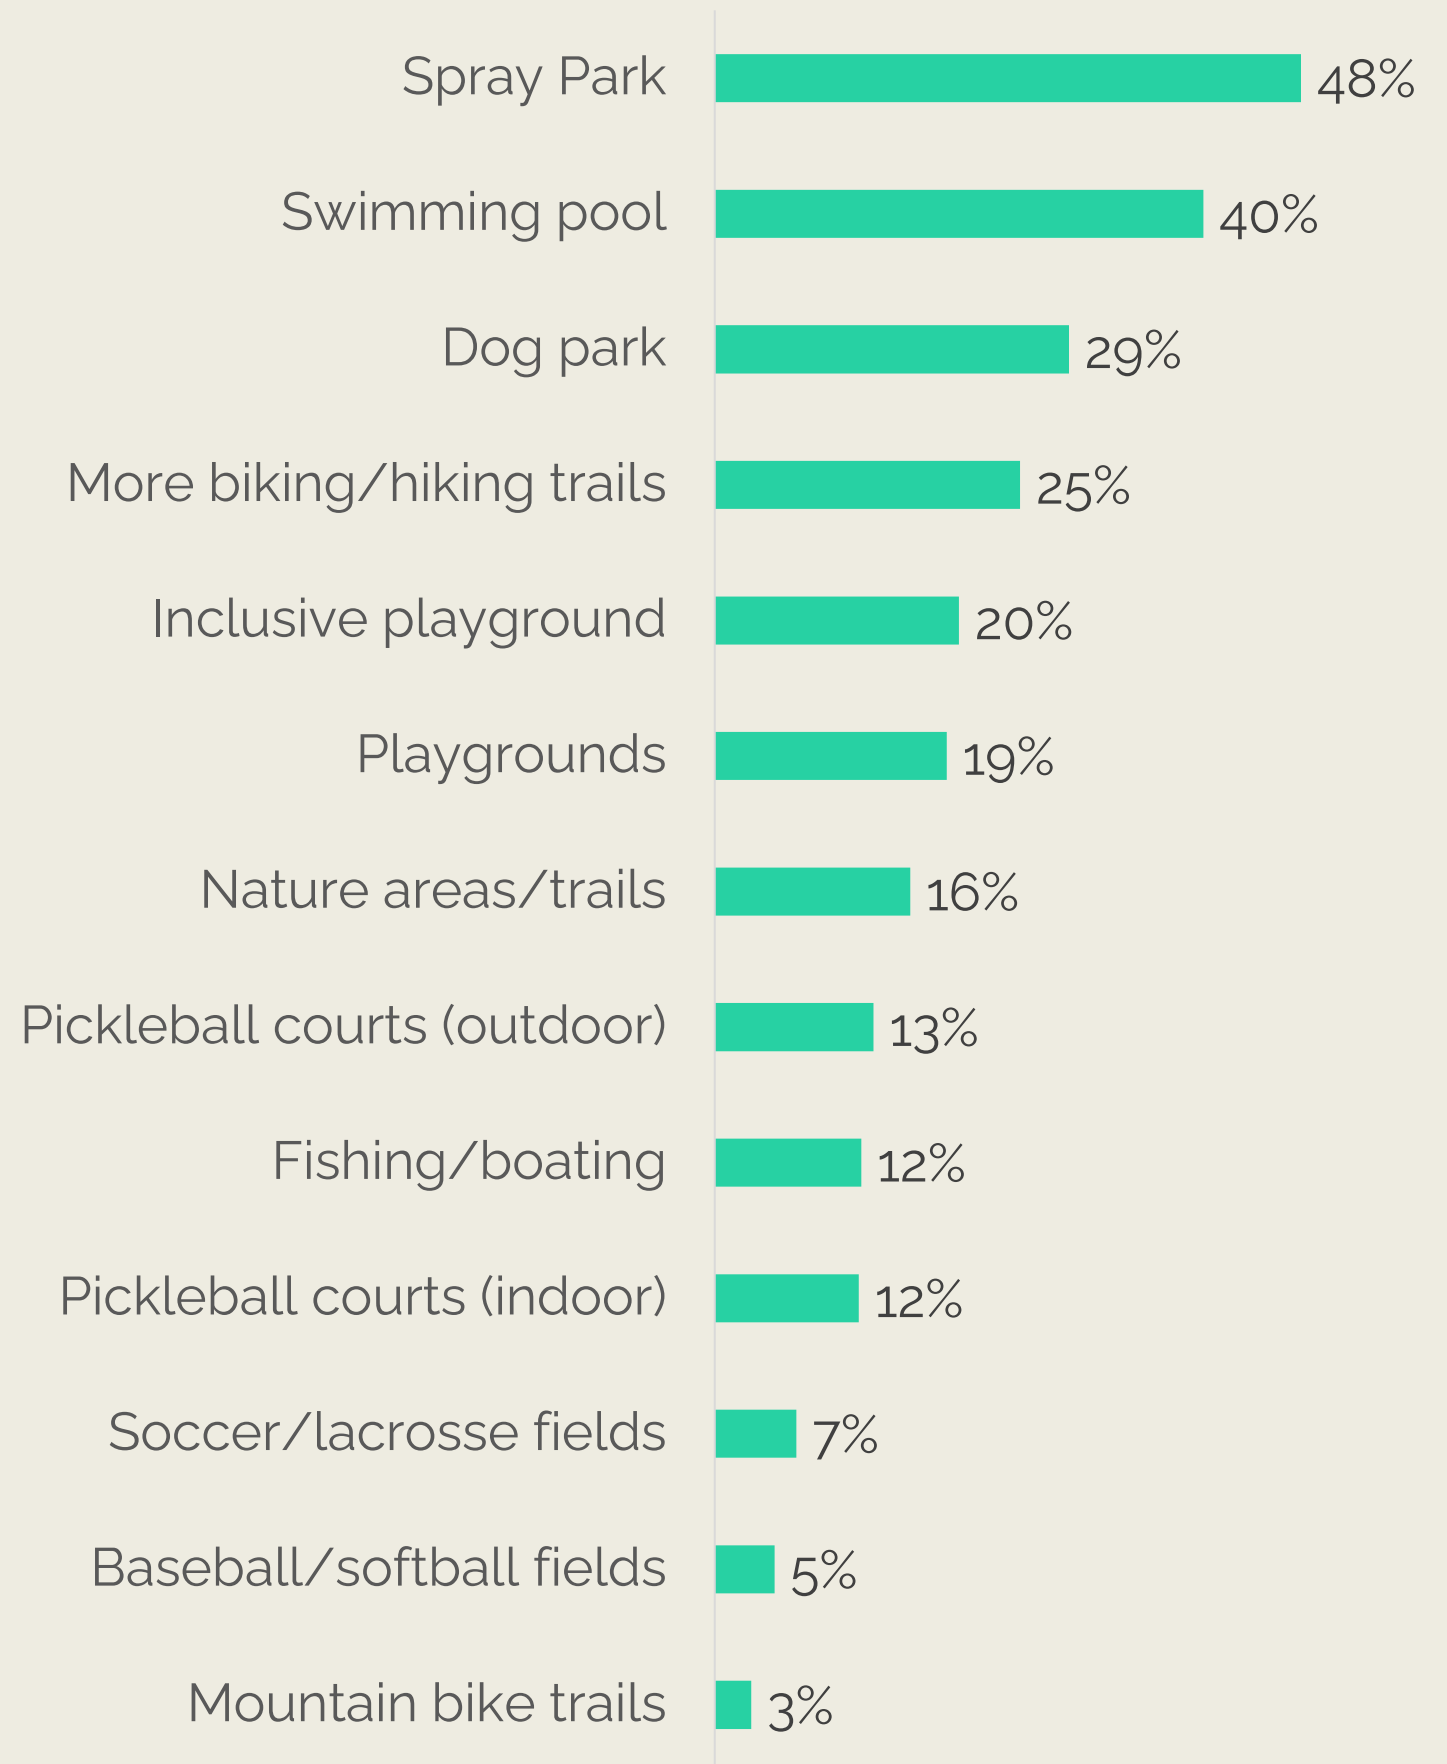 Spray Park 48%
Swimming pool 40%
Dog park 29%
More biking/hiking trails 25%
Inclusive playground 20%
Playgrounds 19%
Nature areas/trails 16%
Pickleball courts (outdoor) 13%
Fishing/boating 12%
Pickleball courts (indoor) 12%
Soccer/lacrosse fields 7%
Baseball/softball fields 5%
Mountain bike trails 3%